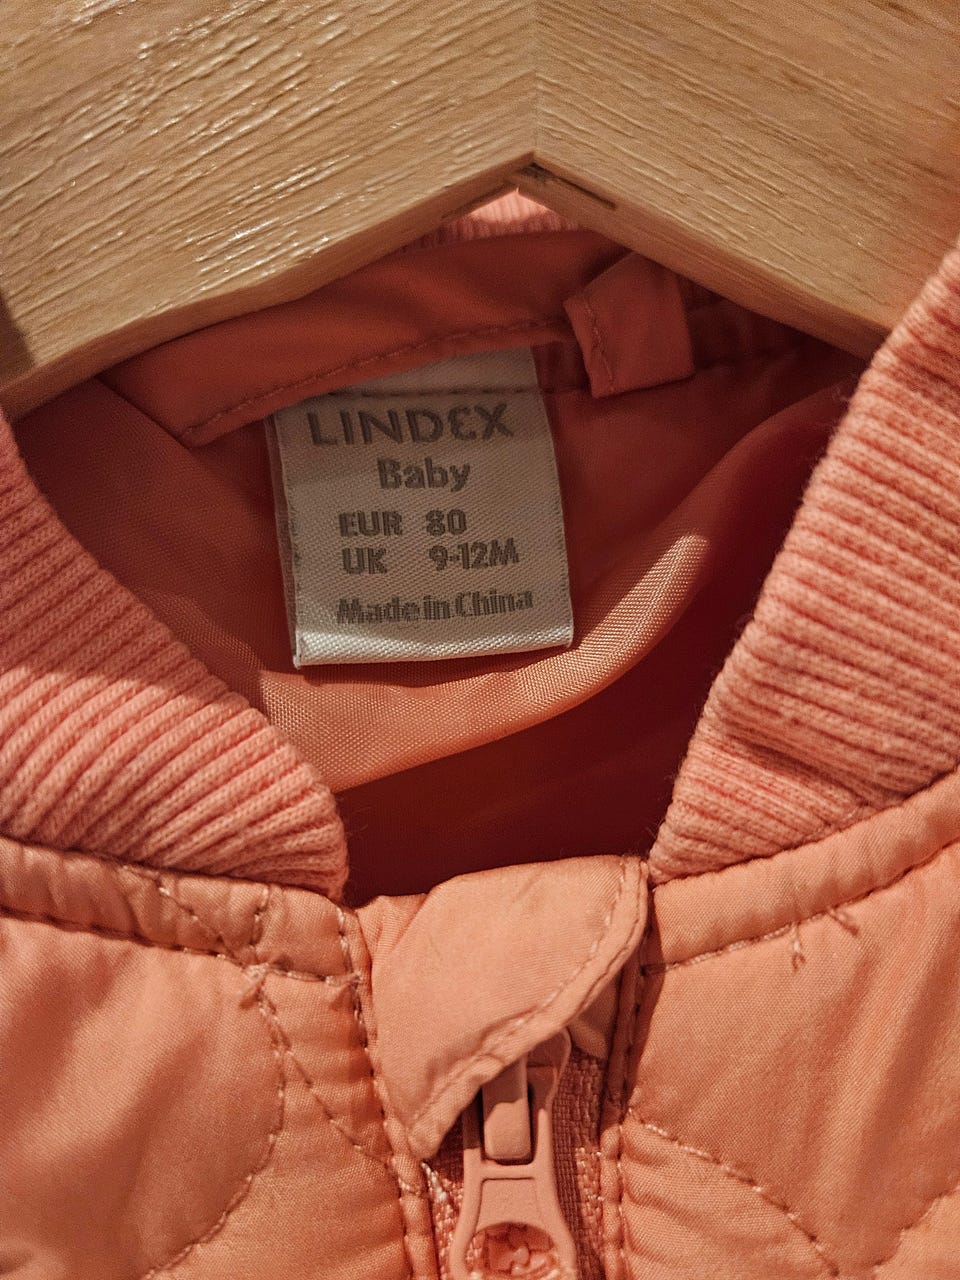 LINDEX
Baby
EUR 80
UK 9-12M
Made in China